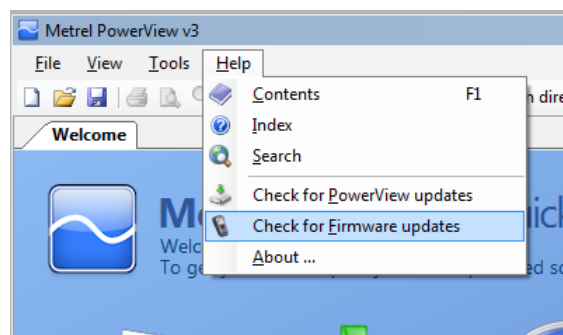 Metrel PowerView v3
File View Tools Help
Contents F1
Index
Search
Check for PowerView updates
Check for Firmware updates
About ...
Welcome